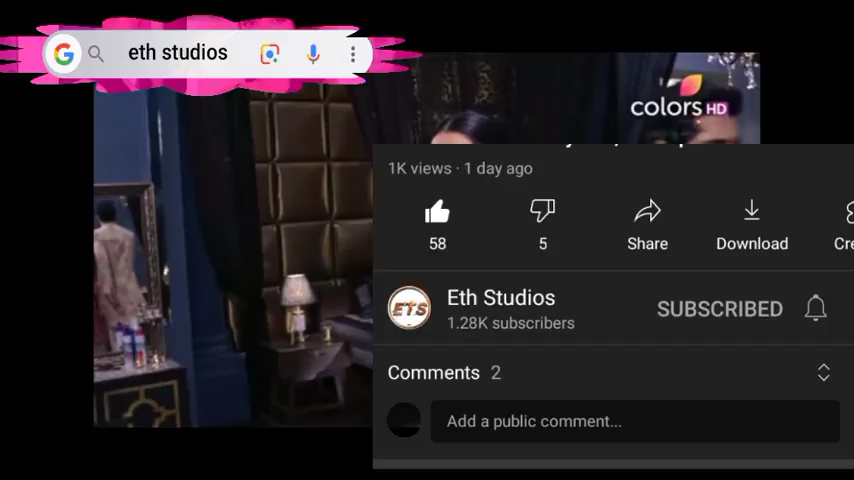 eth studios
colors HD
1K views · 1 day ago
58
5
Share
Download
Cre
Eth Studios
1.28K subscribers
SUBSCRIBED
ETS
Comments 2
Add a public comment...